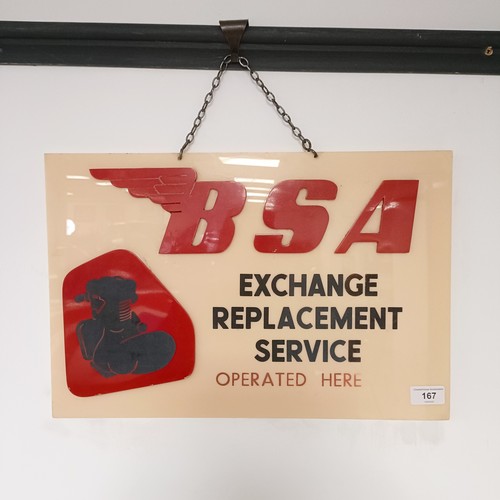 BSA
EXCHANGE
REPLACEMENT
SERVICE
OPERATED HERE
167